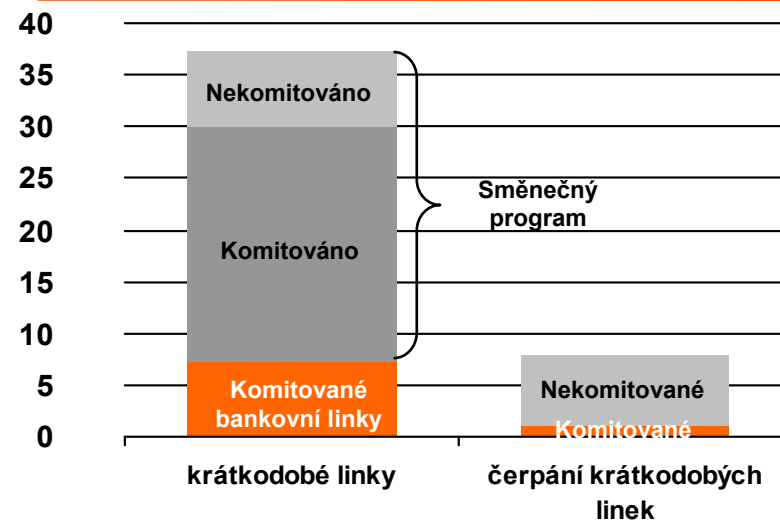 40
35
30
25
20
15
10
5
0
Nekomitováno
Komitováno
Komitované
bankovní linky
Směnečný
program
Nekomitované
Komitované
krátkodobé linky
čerpání krátkodobých
linek